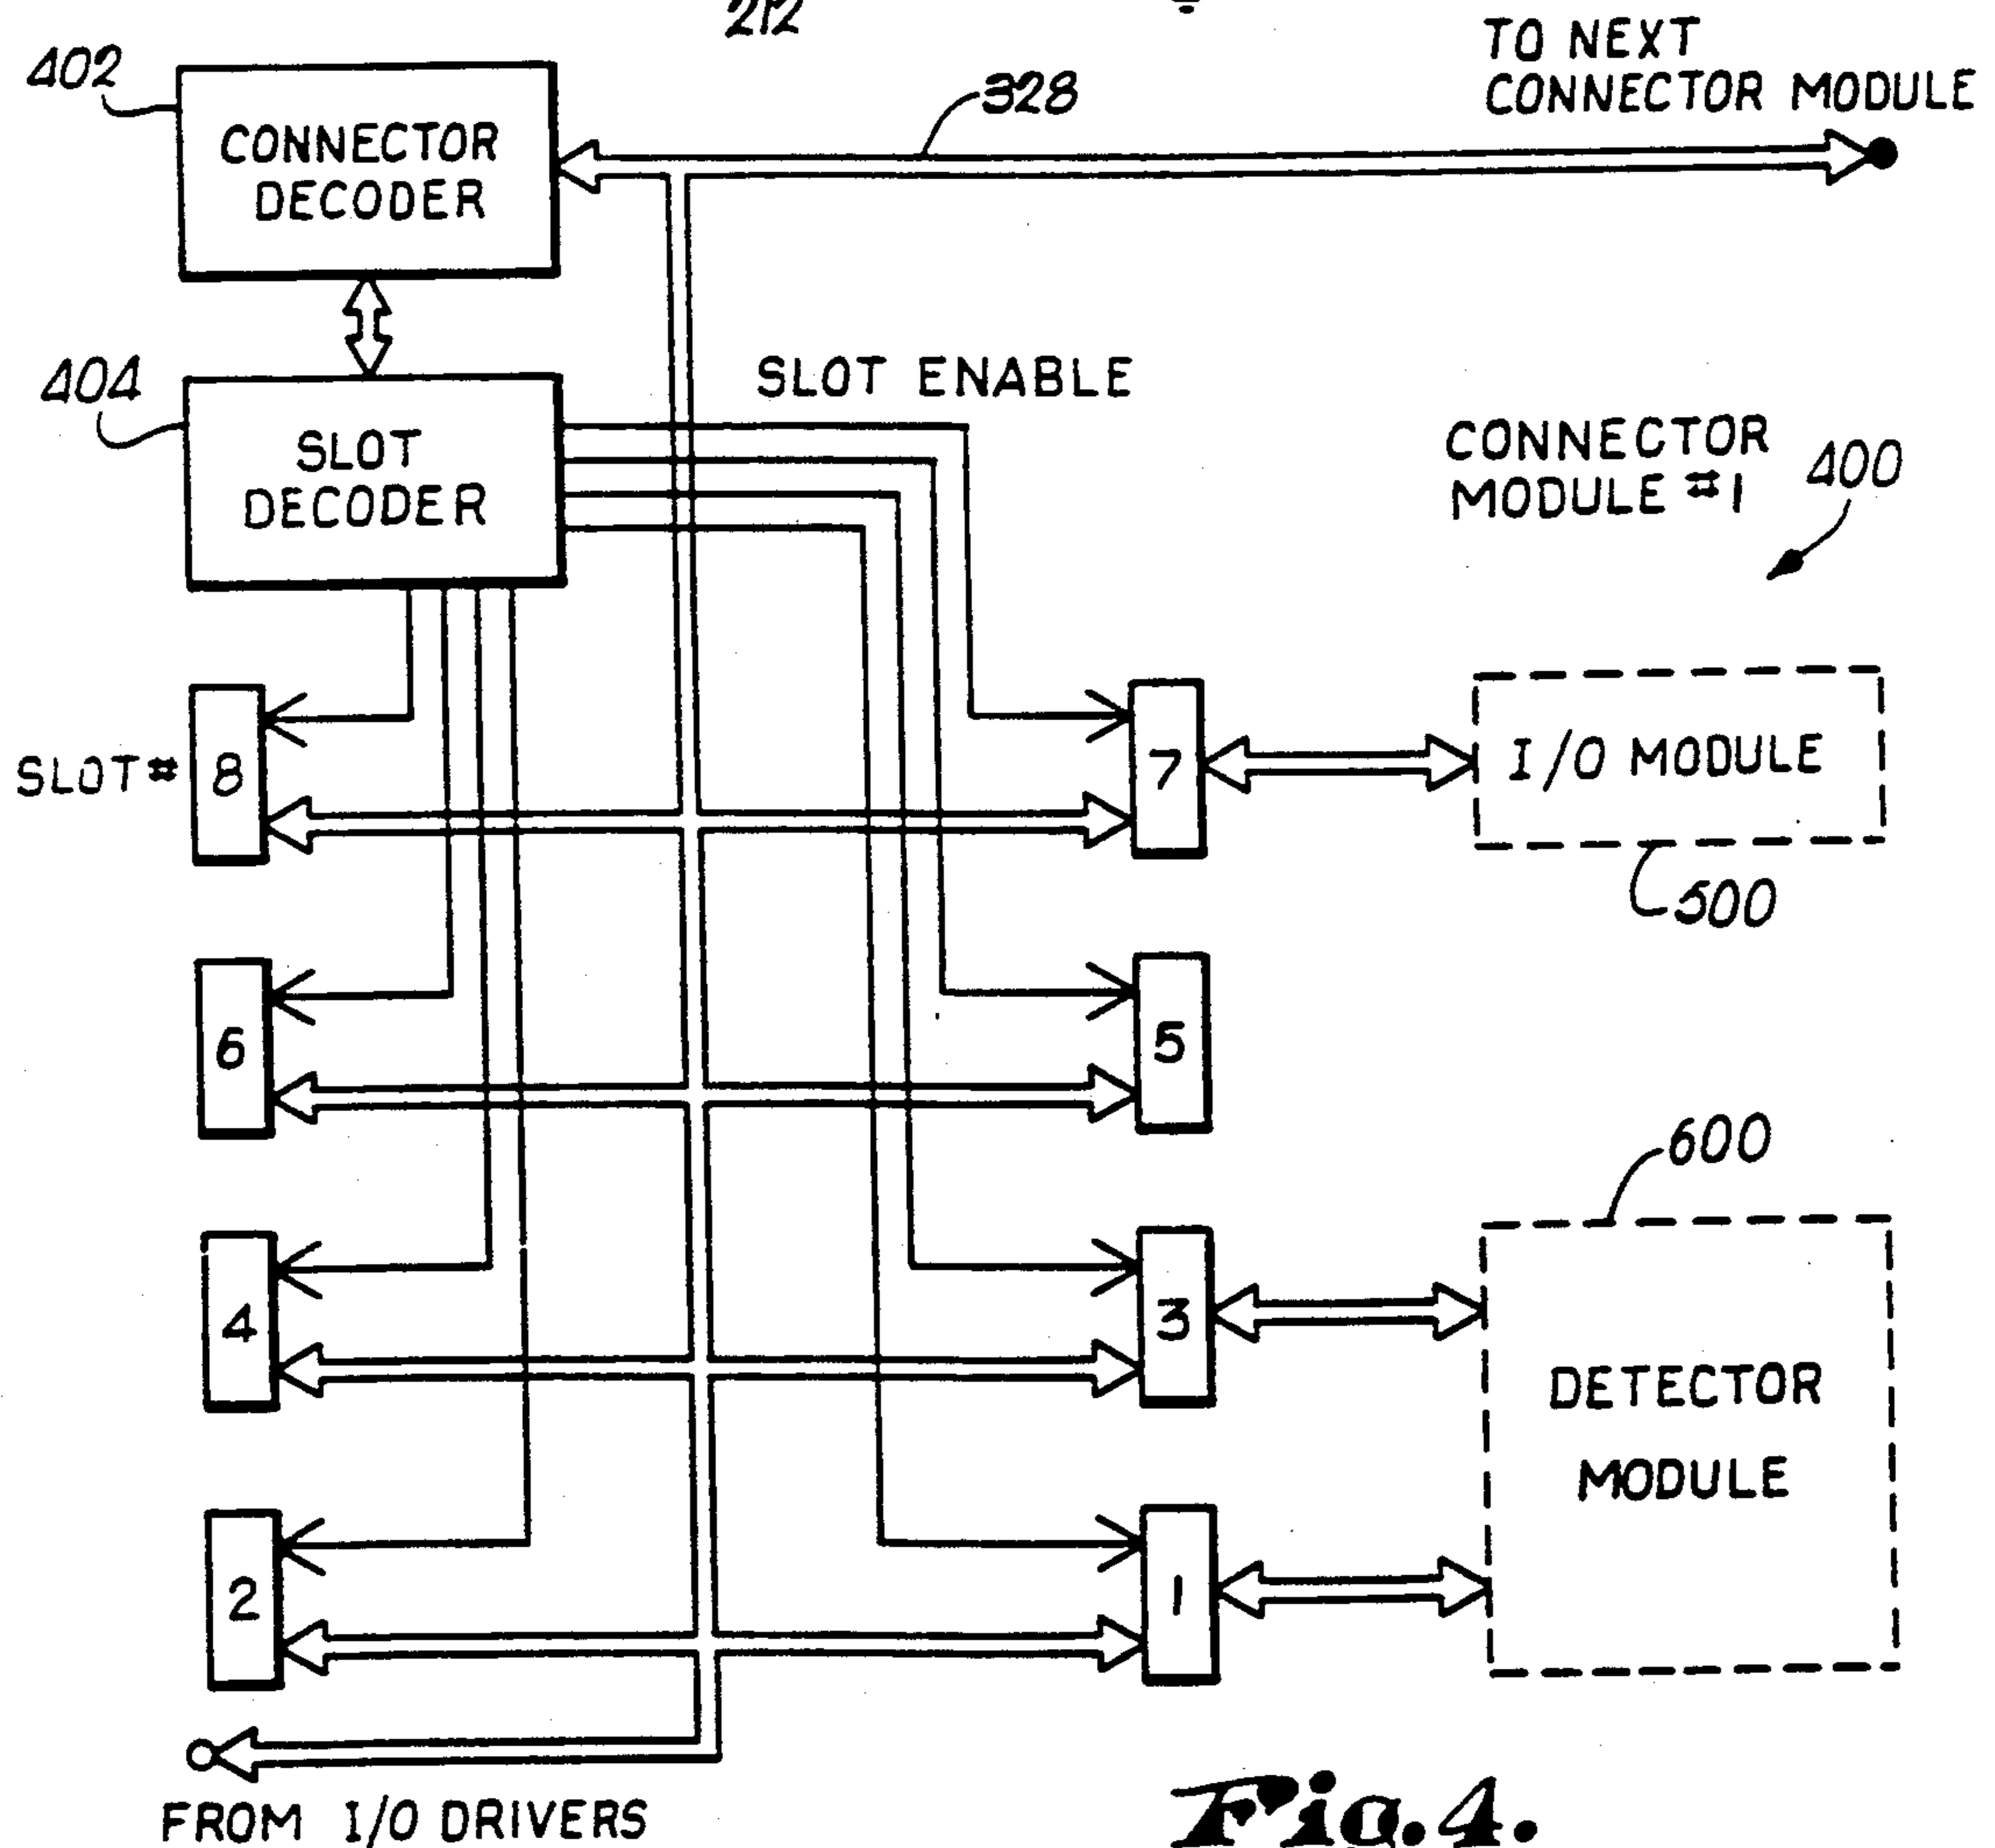 212
TO NEXT
CONNECTOR MODULE
402
328
CONNECTOR
DECODER
404
SLOT ENABLE
SLOT
DECODER
CONNECTOR
MODULE #1
400
SLOT#
8
7
I/O MODULE
500
6
5
600
4
3
DETECTOR
MODULE
2
1
FROM I/O DRIVERS
Fig.4.